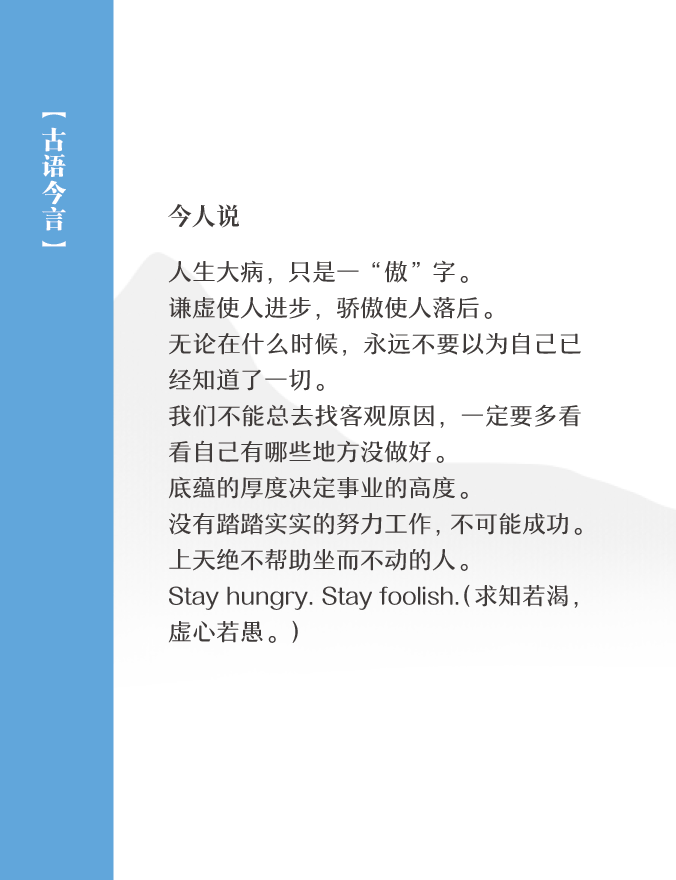 【古语今言】
今人说
人生大病，只是一“傲”字。
谦虚使人进步，骄傲使人落后。
无论在什么时候，永远不要以为自己已
经知道了一切。
我们不能总去找客观原因，一定要多看
看自己有哪些地方没做好。
底蕴的厚度决定事业的高度。
没有踏踏实实的努力工作，不可能成功。
上天绝不帮助坐而不动的人。
Stay hungry. Stay foolish.（求知若渴，
虚心若愚。）